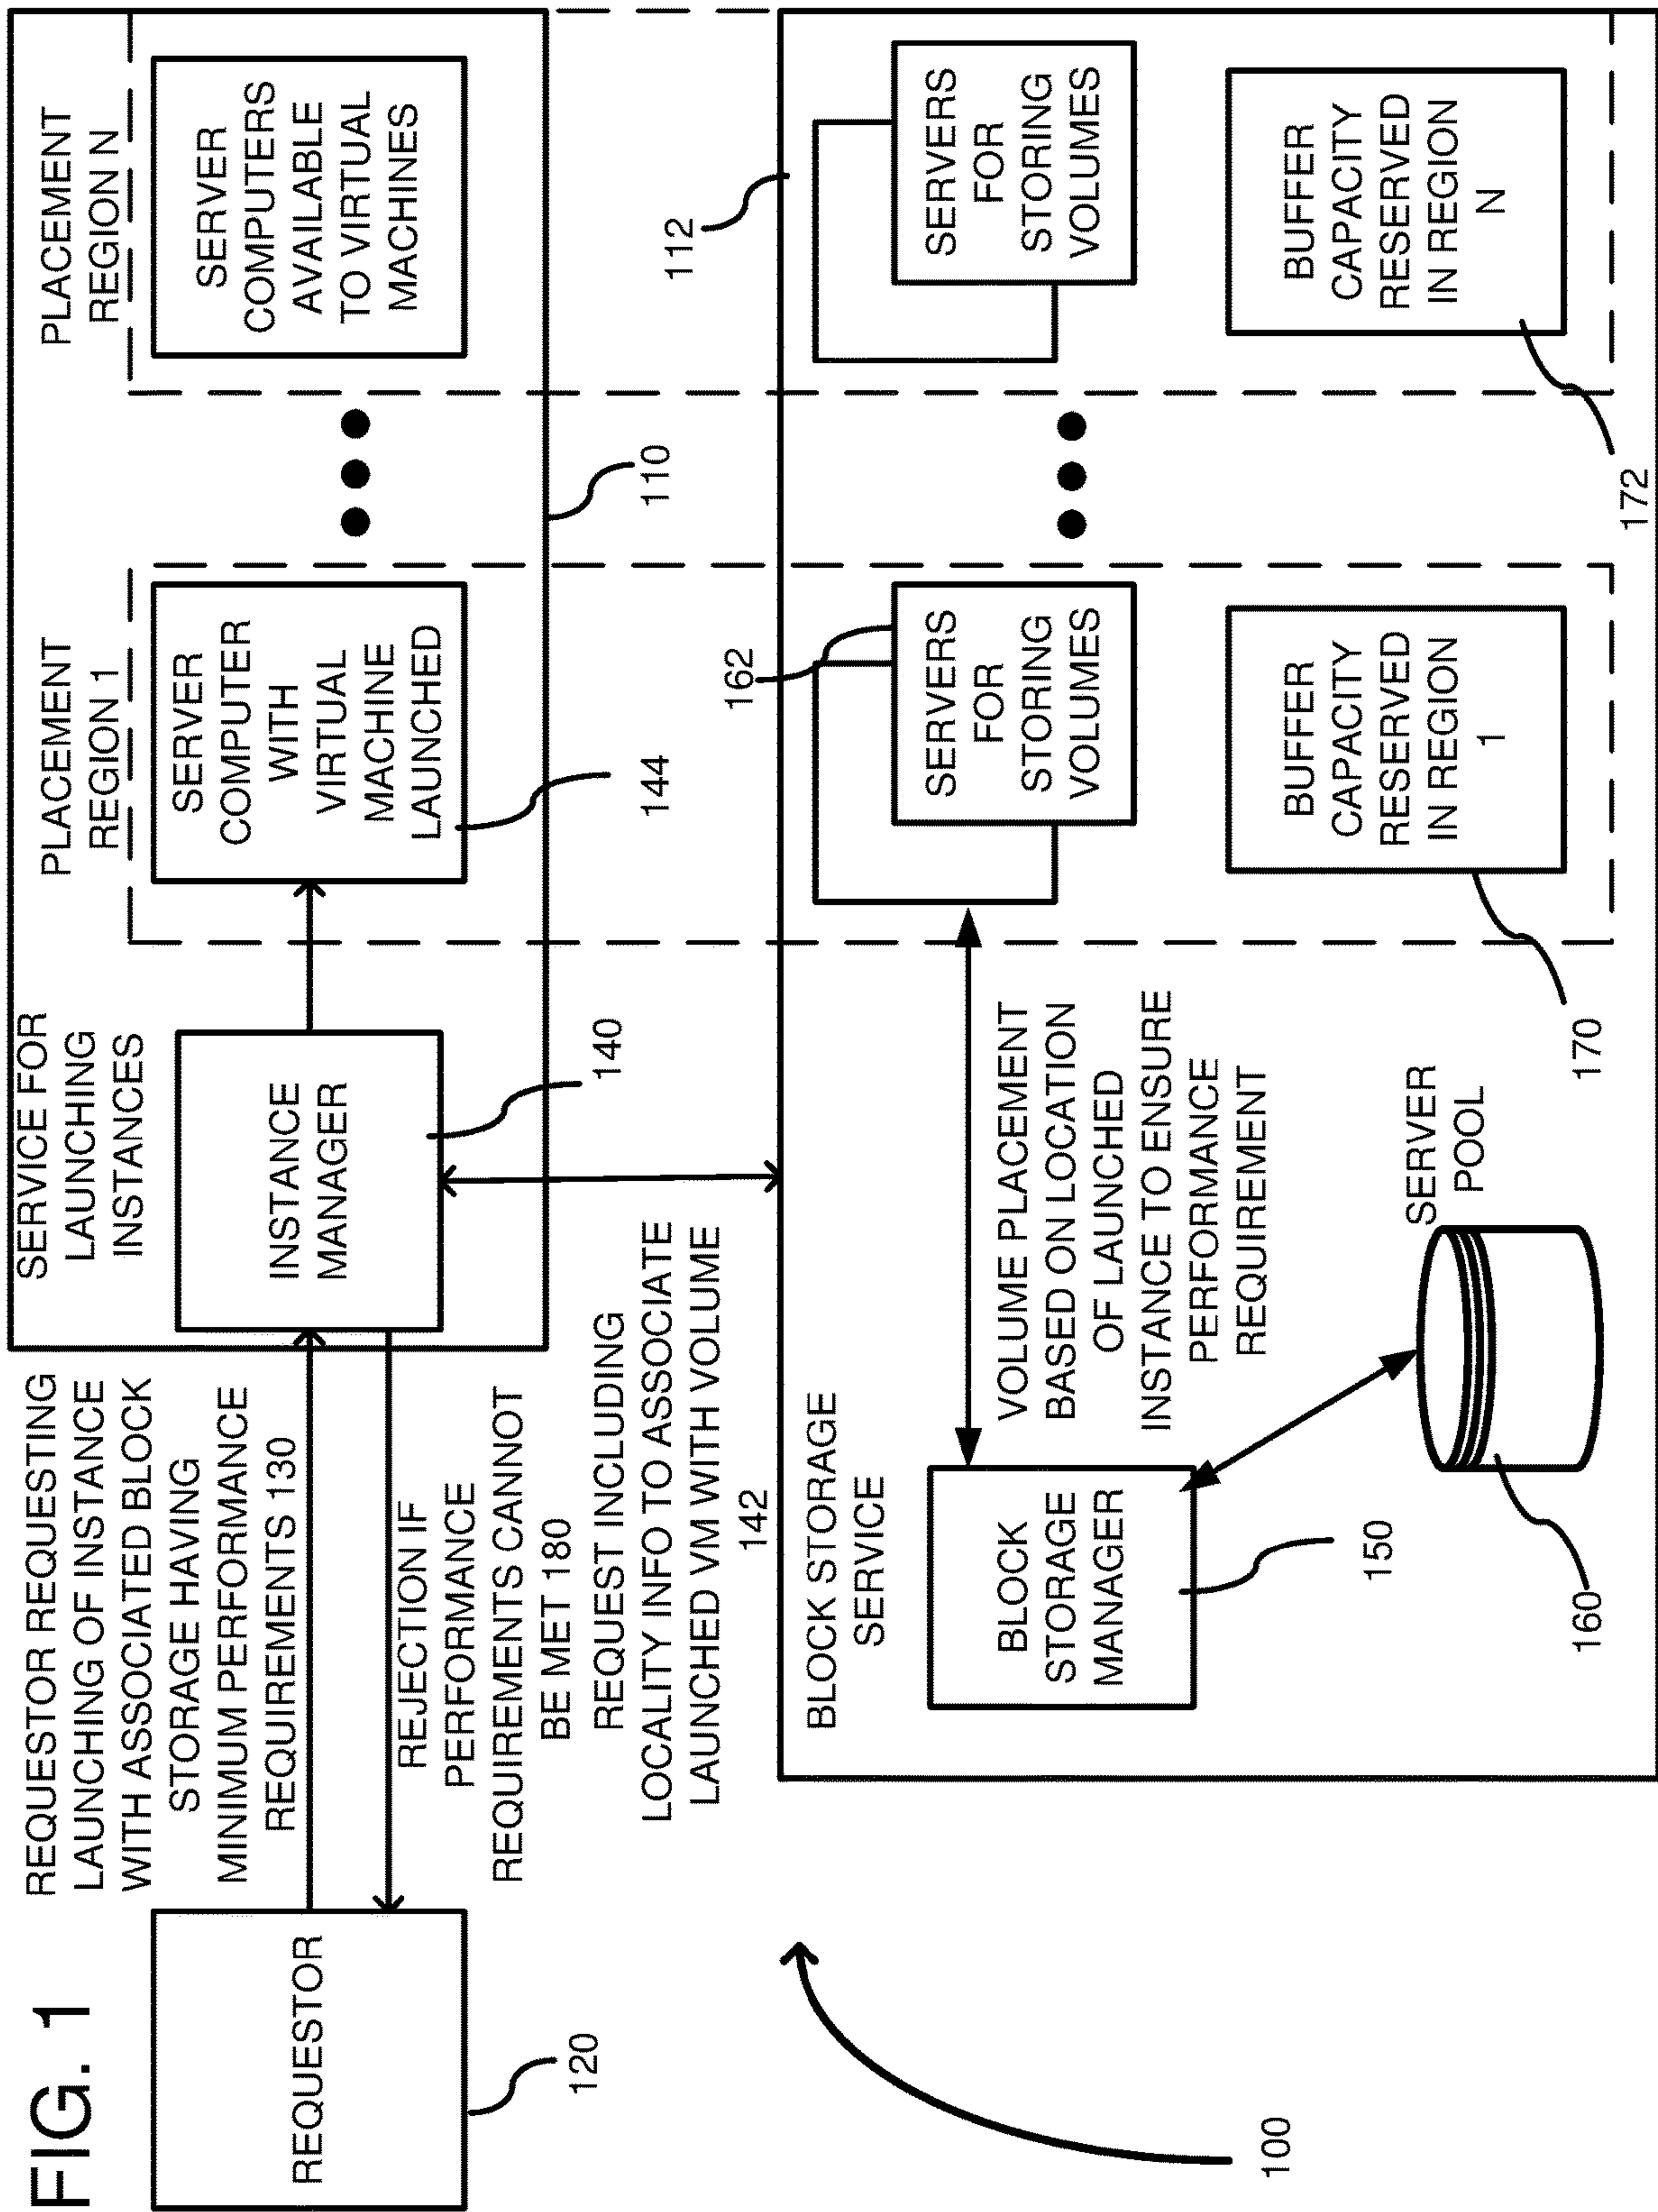 FIG. 1
REQUESTOR
120
REQUESTOR REQUESTING
LAUNCHING OF INSTANCE
WITH ASSOCIATED BLOCK
STORAGE HAVING
MINIMUM PERFORMANCE
REQUIREMENTS 130
REJECTION IF
PERFORMANCE
REQUIREMENTS CANNOT
BE MET 180
SERVICE FOR
LAUNCHING
INSTANCES
INSTANCE
MANAGER
140
PLACEMENT
REGION 1
SERVER
COMPUTER
WITH
VIRTUAL
MACHINE
LAUNCHED
144
110
PLACEMENT
REGION N
SERVER
COMPUTERS
AVAILABLE
TO VIRTUAL
MACHINES
REQUEST INCLUDING
LOCALITY INFO TO ASSOCIATE
LAUNCHED VM WITH VOLUME
142
112
BLOCK STORAGE
SERVICE
BLOCK
STORAGE
MANAGER
150
VOLUME PLACEMENT
BASED ON LOCATION
OF LAUNCHED
INSTANCE TO ENSURE
PERFORMANCE
REQUIREMENT
SERVER
POOL
160
162
SERVERS
FOR
STORING
VOLUMES
BUFFER
CAPACITY
RESERVED
IN REGION
1
170
SERVERS
FOR
STORING
VOLUMES
BUFFER
CAPACITY
RESERVED
IN REGION
N
172
100